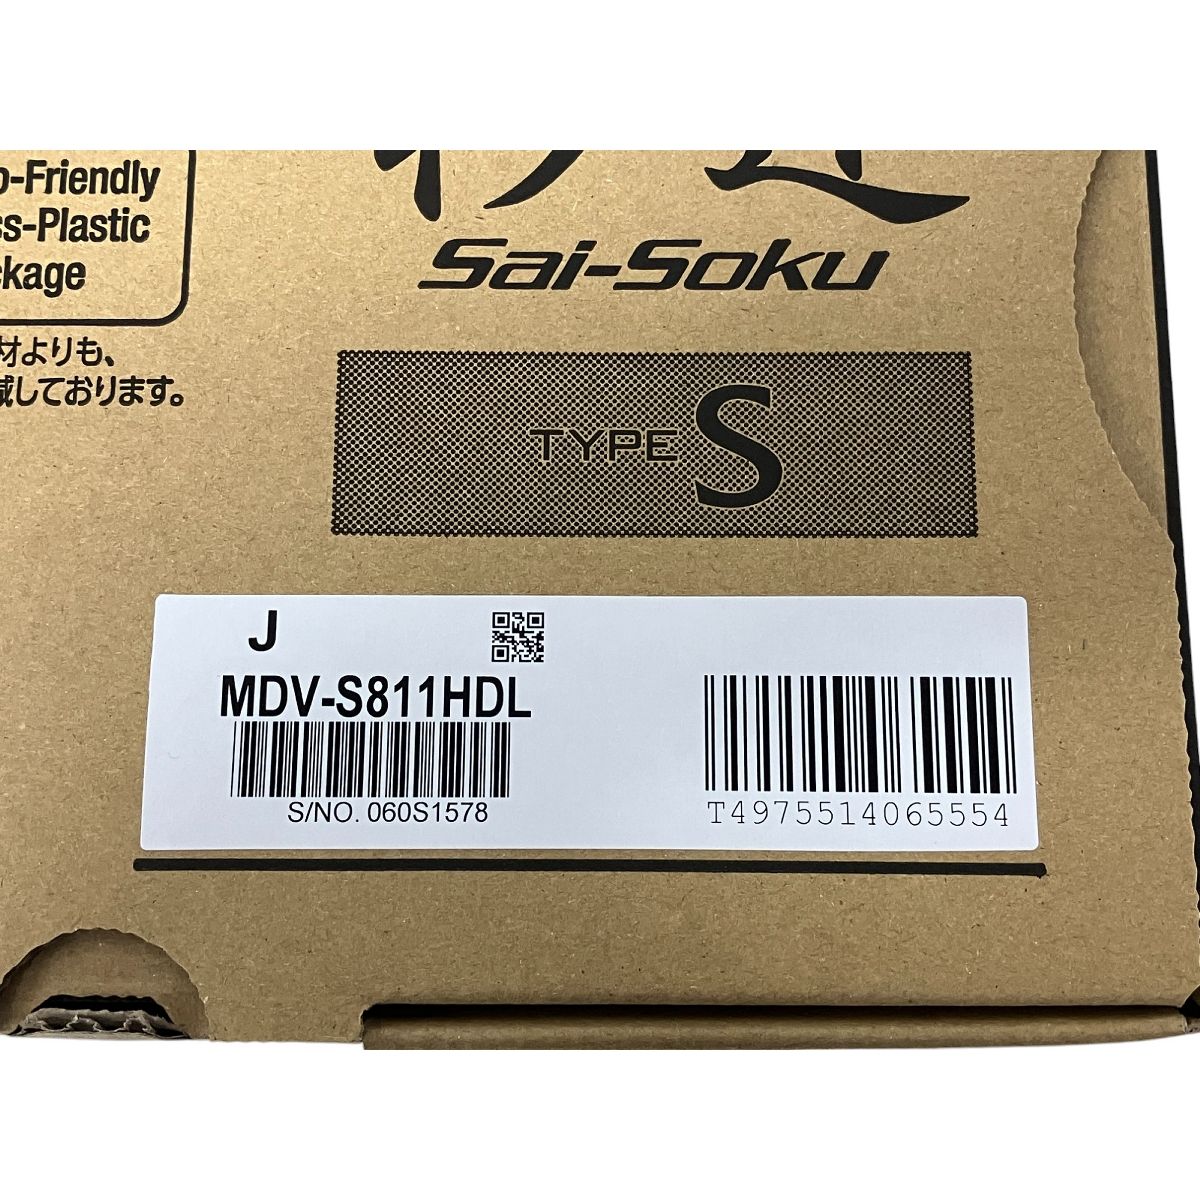 o-Friendly
ss-Plastic
ckage
材よりも、
減しております。
Sai-Soku
TYPE S
J
MDV-S811HDL
S/NO. 060S1578
T4975514065554